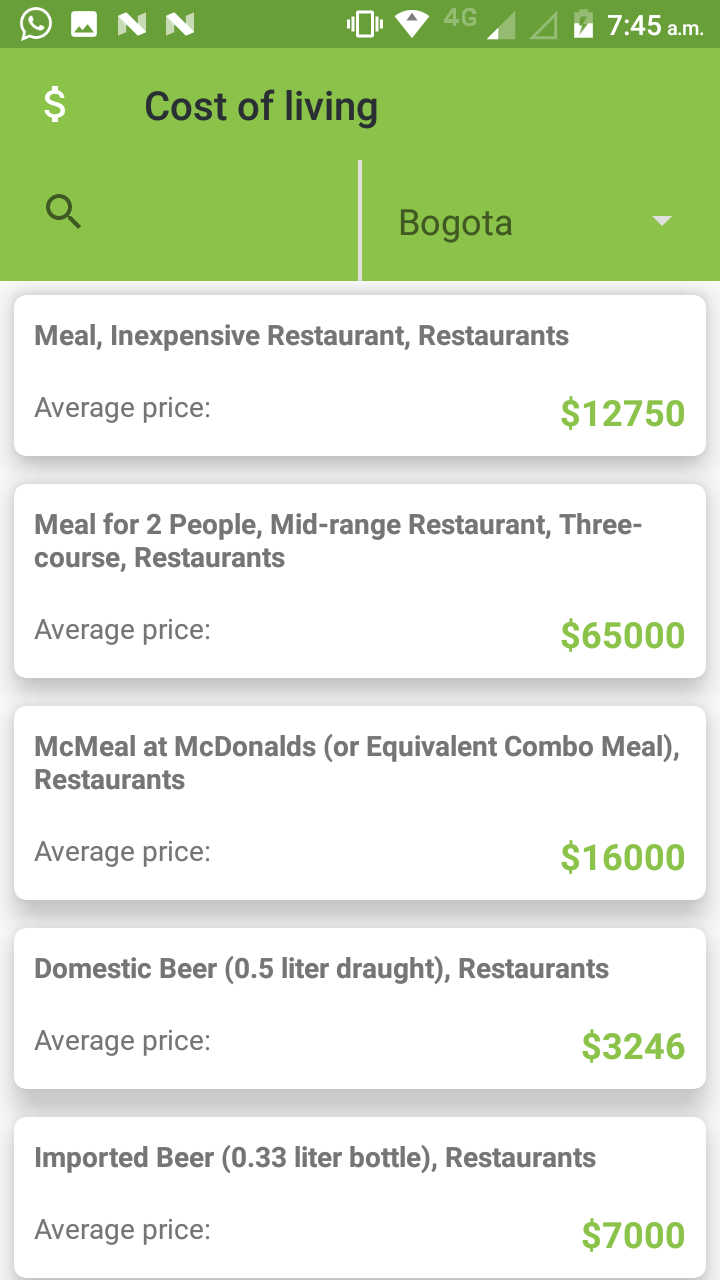 4G 7:45 a.m.
$ Cost of living
Bogota
Meal, Inexpensive Restaurant, Restaurants
Average price: $12750
Meal for 2 People, Mid-range Restaurant, Three-
course, Restaurants
Average price: $65000
McMeal at McDonalds (or Equivalent Combo Meal),
Restaurants
Average price: $16000
Domestic Beer (0.5 liter draught), Restaurants
Average price: $3246
Imported Beer (0.33 liter bottle), Restaurants
Average price: $7000